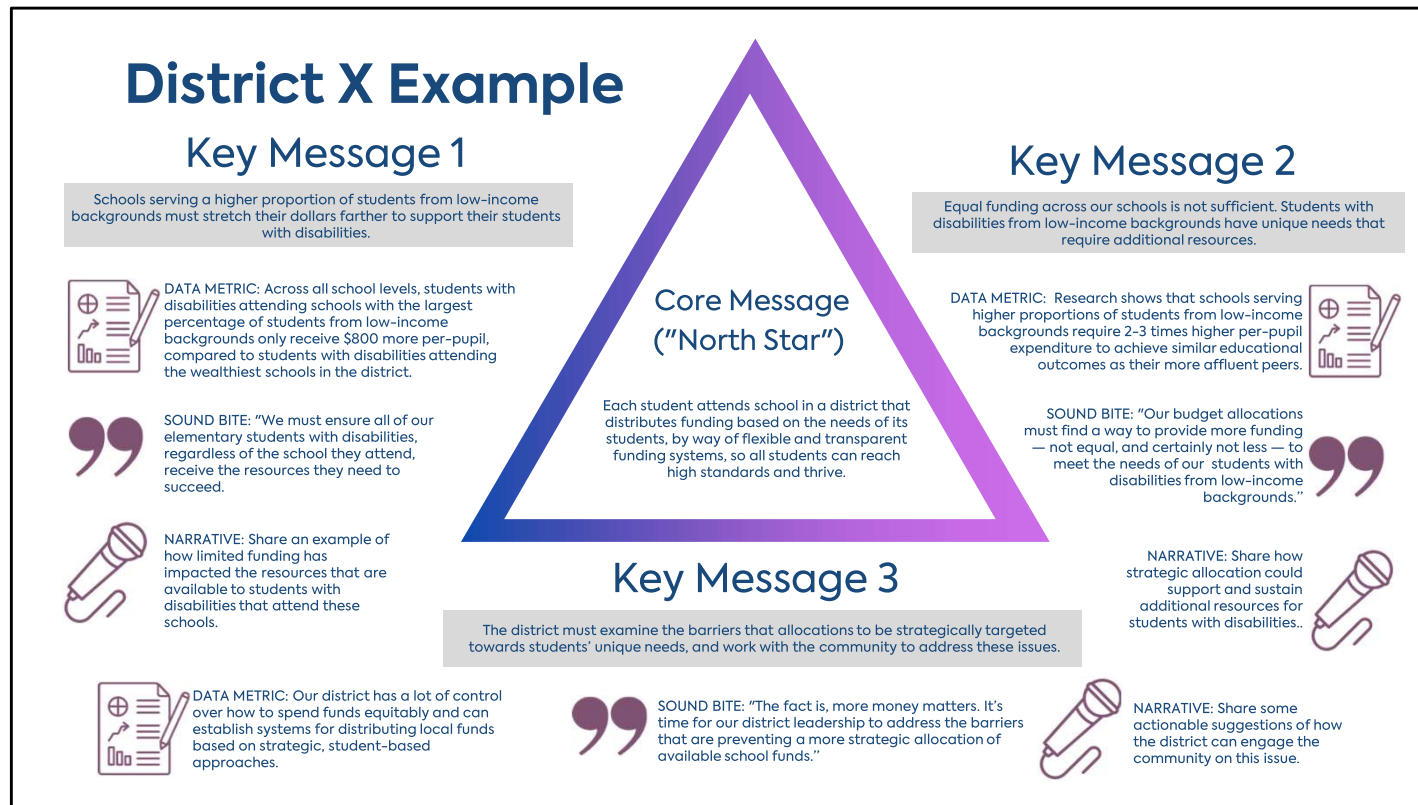 District X Example
Key Message 1
Schools serving a higher proportion of students from low-income
backgrounds must stretch their dollars farther to support their students
with disabilities.
DATA METRIC: Across all school levels, students with
disabilities attending schools with the largest
percentage of students from low-income
backgrounds only receive $800 more per-pupil,
compared to students with disabilities attending
the wealthiest schools in the district.
SOUND BITE: "We must ensure all of our
elementary students with disabilities,
regardless of the school they attend,
receive the resources they need to
succeed.
NARRATIVE: Share an example of
how limited funding has
impacted the resources that are
available to students with
disabilities that attend these
schools.
Core Message
("North Star")
Each student attends school in a district that
distributes funding based on the needs of its
students, by way of flexible and transparent
funding systems, so all students can reach
high standards and thrive.
Key Message 2
Equal funding across our schools is not sufficient. Students with
disabilities from low-income backgrounds have unique needs that
require additional resources.
DATA METRIC: Research shows that schools serving
higher proportions of students from low-income
backgrounds require 2-3 times higher per-pupil
expenditure to achieve similar educational
outcomes as their more affluent peers.
SOUND BITE: "Our budget allocations
must find a way to provide more funding
— not equal, and certainly not less — to
meet the needs of our students with
disabilities from low-income
backgrounds.”
NARRATIVE: Share how
strategic allocation could
support and sustain
additional resources for
students with disabilities..
Key Message 3
The district must examine the barriers that allocations to be strategically targeted
towards students’ unique needs, and work with the community to address these issues.
DATA METRIC: Our district has a lot of control
over how to spend funds equitably and can
establish systems for distributing local funds
based on strategic, student-based
approaches.
SOUND BITE: "The fact is, more money matters. It’s
time for our district leadership to address the barriers
that are preventing a more strategic allocation of
available school funds.”
NARRATIVE: Share some
actionable suggestions of how
the district can engage the
community on this issue.